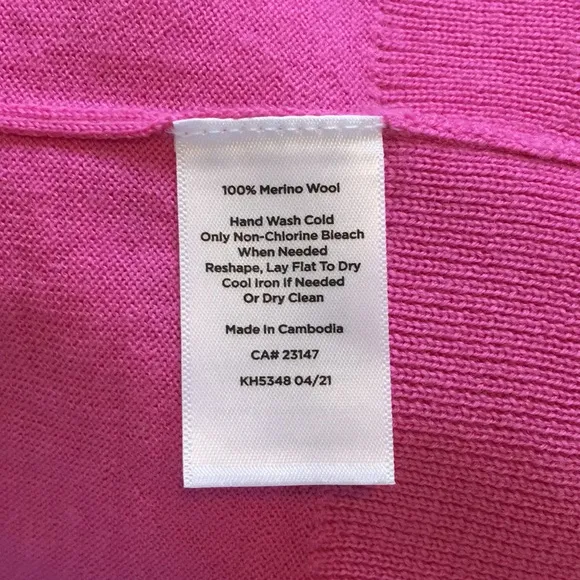 100% Merino Wool
Hand Wash Cold
Only Non-Chlorine Bleach
When Needed
Reshape, Lay Flat To Dry
Cool Iron If Needed
Or Dry Clean
Made In Cambodia
CA# 23147
KH5348 04/21